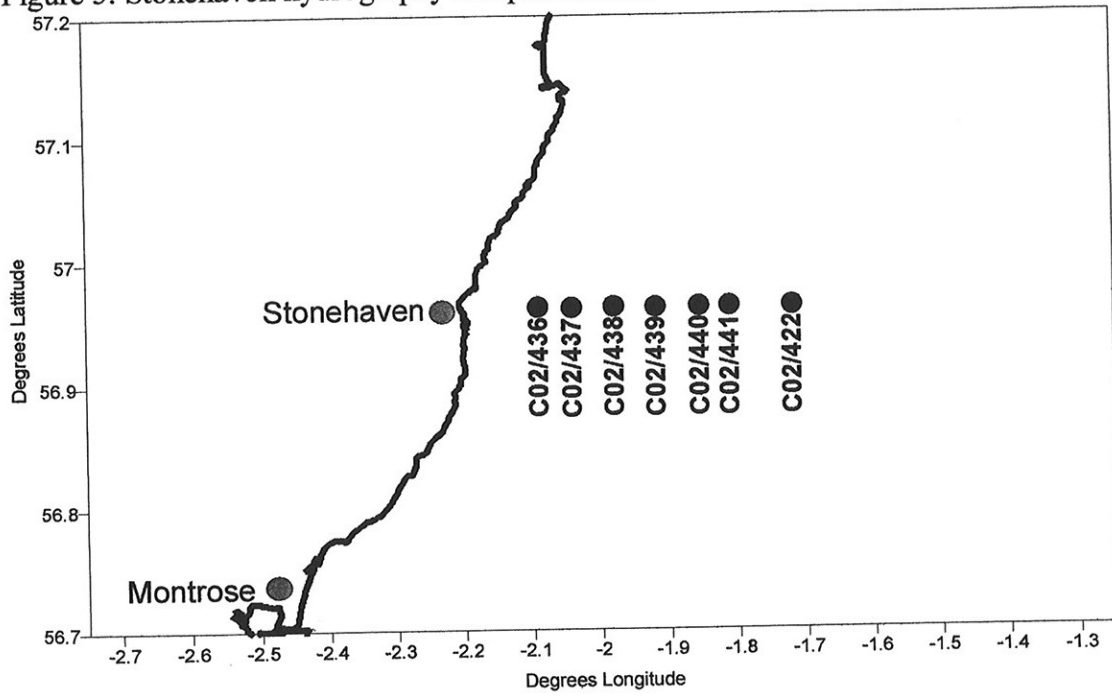 Figure 3: Stonehaven hydrography
57.2
57.1
57
56.9
56.8
56.7
Degrees Latitude
Stonehaven
Montrose
C02/436
C02/437
C02/438
C02/439
C02/440
C02/441
C02/422
-2.7 -2.6 -2.5 -2.4 -2.3 -2.2 -2.1 -2 -1.9 -1.8 -1.7 -1.6 -1.5 -1.4 -1.3
Degrees Longitude